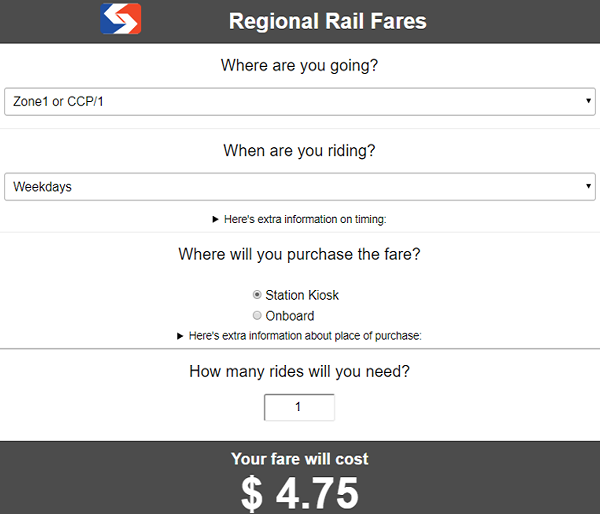 Regional Rail Fares
Where are you going?
Zone1 or CCP/1
When are you riding?
Weekdays
Here's extra information on timing:
Where will you purchase the fare?
Station Kiosk
Onboard
Here's extra information about place of purchase:
How many rides will you need?
1
Your fare will cost
$ 4.75